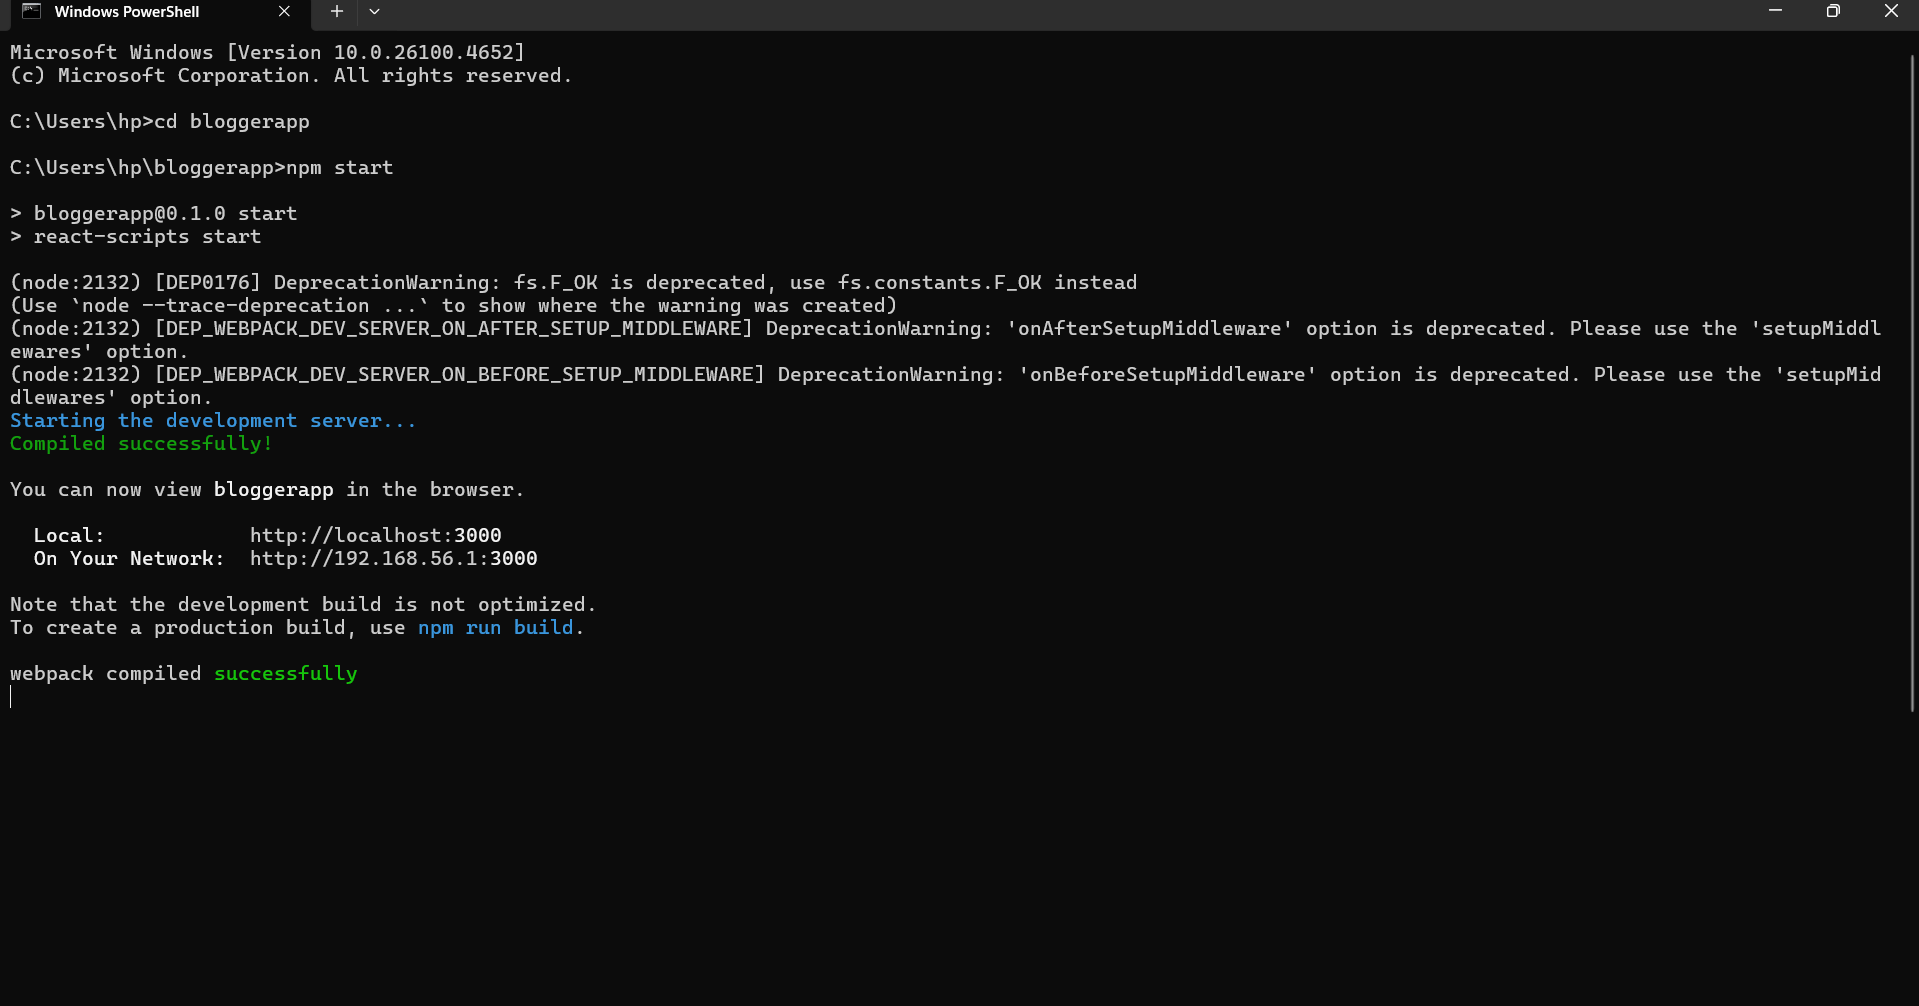 Windows PowerShell
Microsoft Windows [Version 10.0.26100.4652]
(c) Microsoft Corporation. All rights reserved.
C:\Users\hp>cd bloggerapp
C:\Users\hp\bloggerapp>npm start
> bloggerapp@0.1.0 start
> react-scripts start
(node:2132) [DEP0176] DeprecationWarning: fs.F_OK is deprecated, use fs.constants.F_OK instead
(Use `node --trace-deprecation ...` to show where the warning was created)
(node:2132) [DEP_WEBPACK_DEV_SERVER_ON_AFTER_SETUP_MIDDLEWARE] DeprecationWarning: 'onAfterSetupMiddleware' option is deprecated. Please use the 'setupMiddl
ewares' option.
(node:2132) [DEP_WEBPACK_DEV_SERVER_ON_BEFORE_SETUP_MIDDLEWARE] DeprecationWarning: 'onBeforeSetupMiddleware' option is deprecated. Please use the 'setupMid
dlewares' option.
Starting the development server...
Compiled successfully!
You can now view bloggerapp in the browser.
Local: http://localhost:3000
On Your Network: http://192.168.56.1:3000
Note that the development build is not optimized.
To create a production build, use npm run build.
webpack compiled successfully